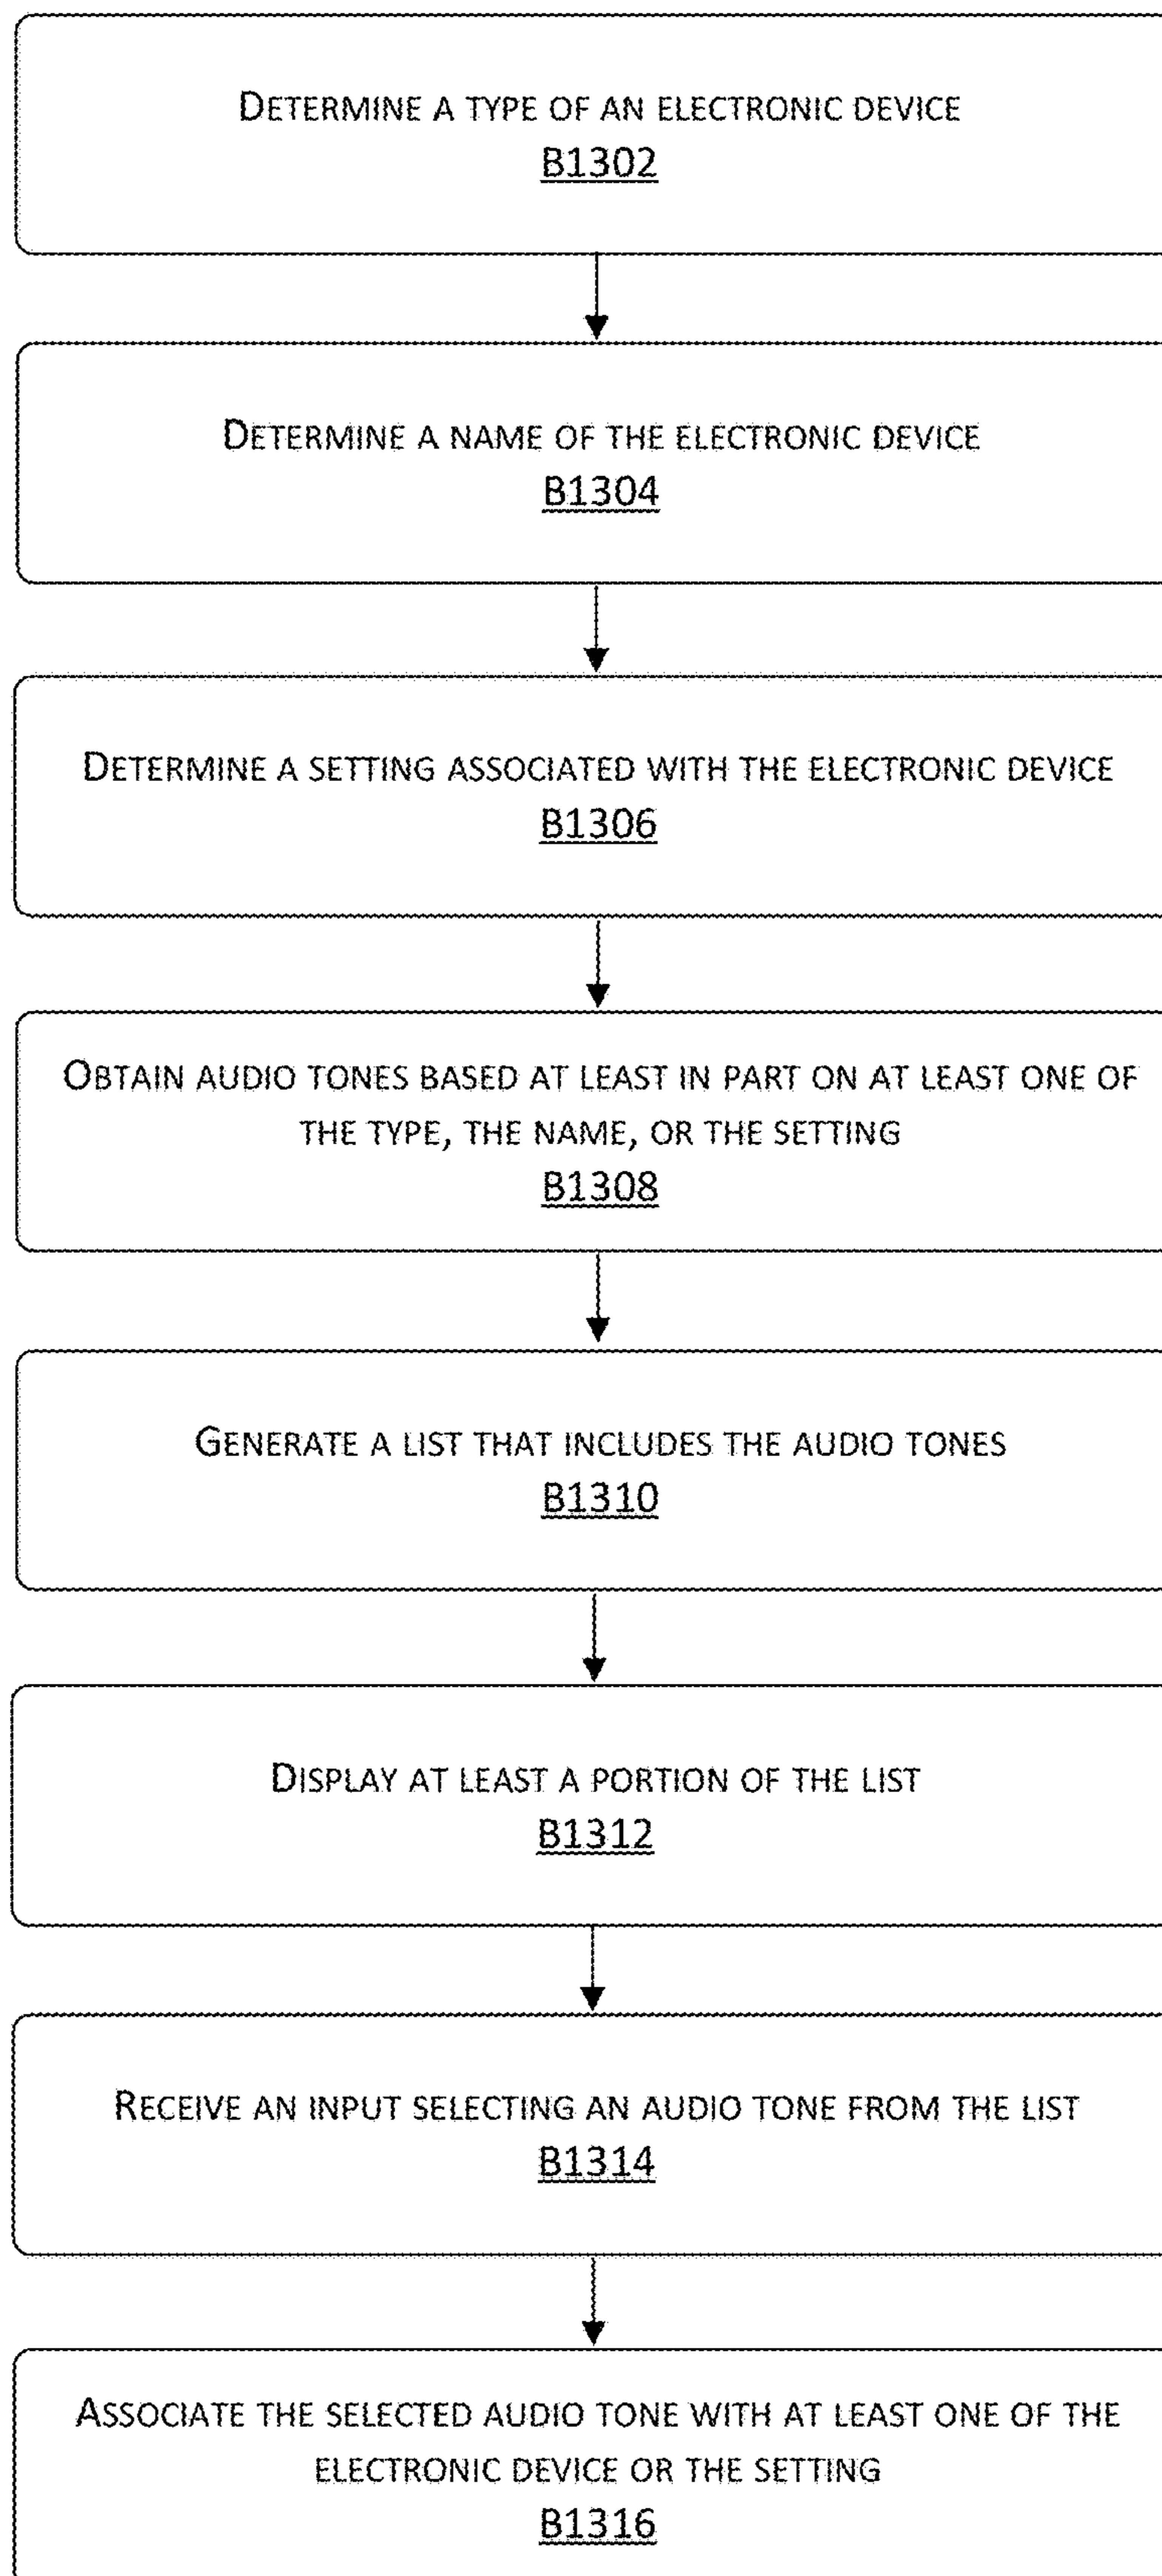 DETERMINE A TYPE OF AN ELECTRONIC DEVICE
B1302
DETERMINE A NAME OF THE ELECTRONIC DEVICE
B1304
DETERMINE A SETTING ASSOCIATED WITH THE ELECTRONIC DEVICE
B1306
OBTAIN AUDIO TONES BASED AT LEAST IN PART ON AT LEAST ONE OF
THE TYPE, THE NAME, OR THE SETTING
B1308
GENERATE A LIST THAT INCLUDES THE AUDIO TONES
B1310
DISPLAY AT LEAST A PORTION OF THE LIST
B1312
RECEIVE AN INPUT SELECTING AN AUDIO TONE FROM THE LIST
B1314
ASSOCIATE THE SELECTED AUDIO TONE WITH AT LEAST ONE OF THE
ELECTRONIC DEVICE OR THE SETTING
B1316